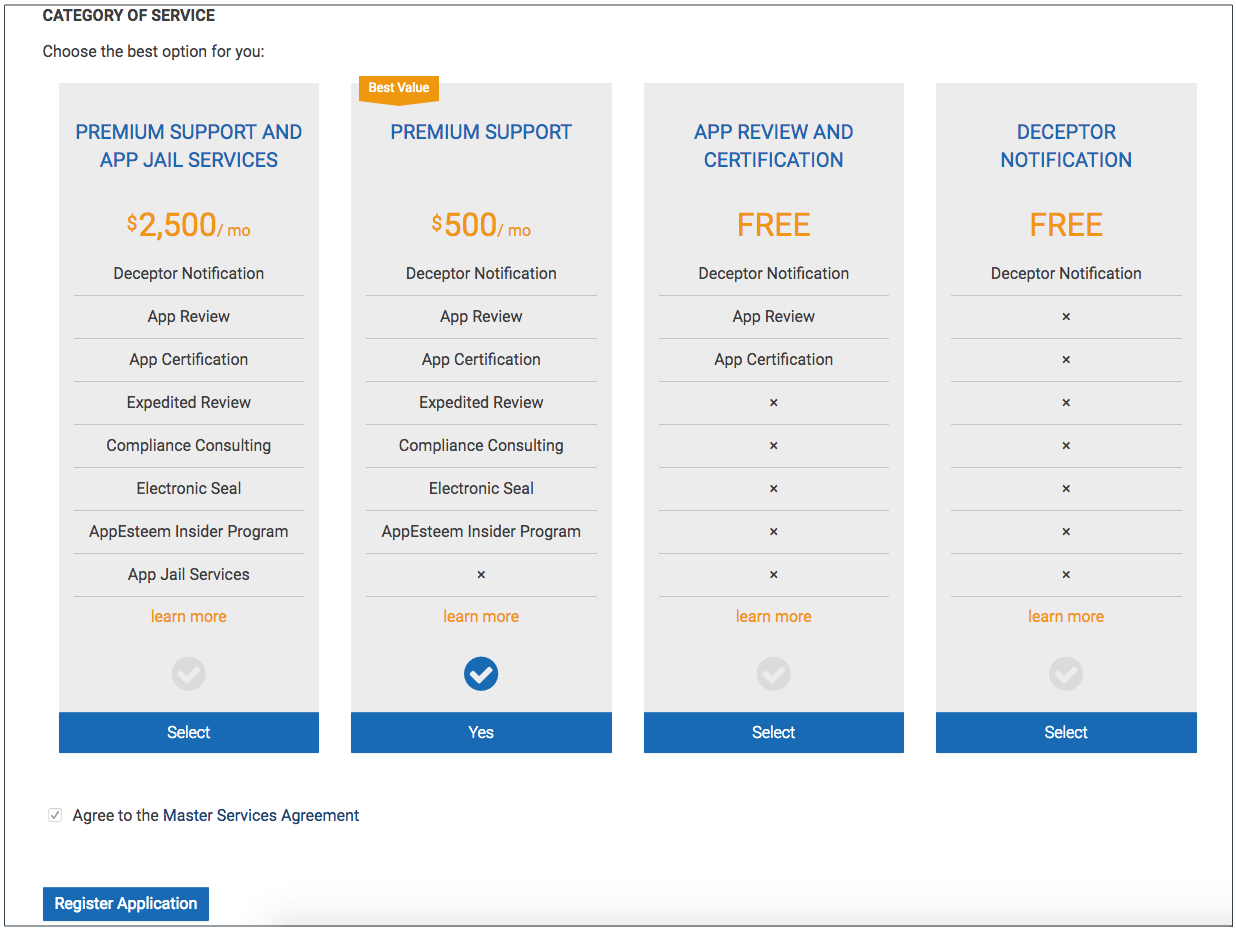 CATEGORY OF SERVICE
Choose the best option for you:
Best Value
PREMIUM SUPPORT AND
APP JAIL SERVICES
$2,500/ mo
Deceptor Notification
App Review
App Certification
Expedited Review
Compliance Consulting
Electronic Seal
AppEsteem Insider Program
App Jail Services
learn more
Select
PREMIUM SUPPORT
$500/ mo
Deceptor Notification
App Review
App Certification
Expedited Review
Compliance Consulting
Electronic Seal
AppEsteem Insider Program
×
learn more
Yes
APP REVIEW AND
CERTIFICATION
FREE
Deceptor Notification
App Review
App Certification
×
×
×
×
×
learn more
Select
DECEPTOR
NOTIFICATION
FREE
Deceptor Notification
×
×
×
×
×
×
×
learn more
Select
Agree to the Master Services Agreement
Register Application